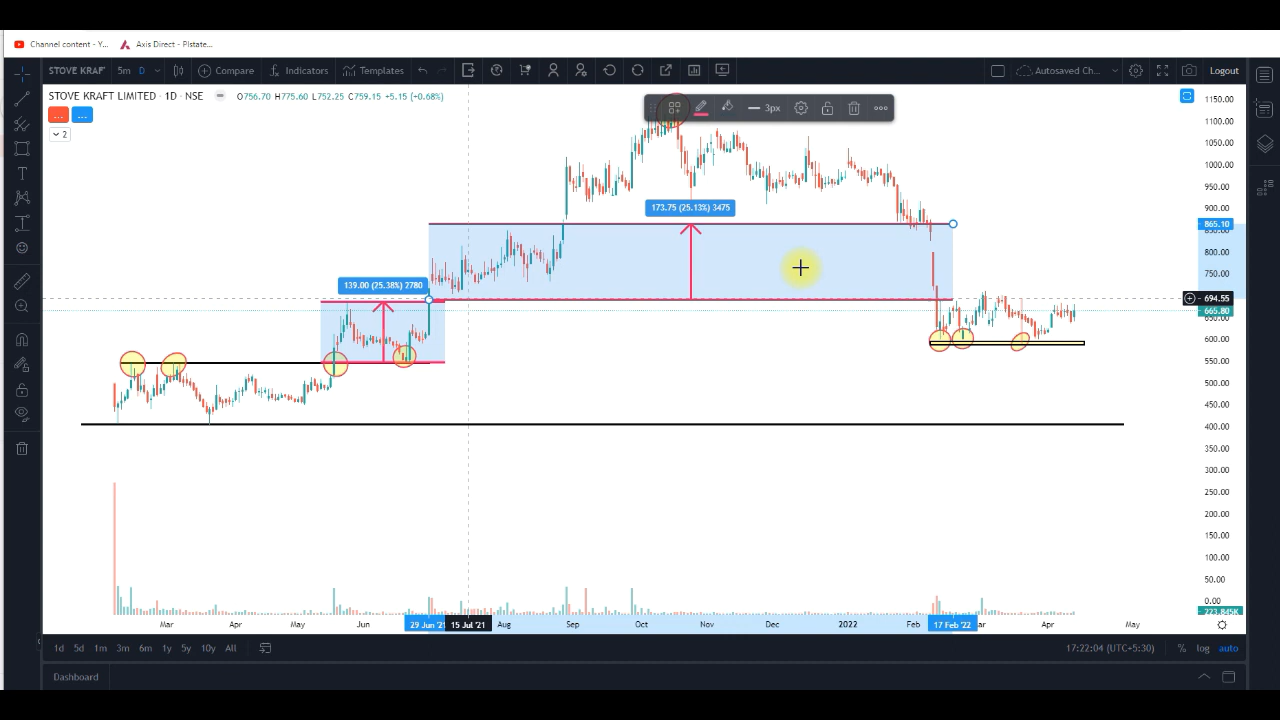 Channel content - Y...
Axis Direct - Plstate...
STOVE KRAF 5m D Compare Indicators Templates Autosaved Ch... Logout
STOVE KRAFT LIMITED · 1D · NSE O756.70 H775.60 L752.25 C759.15 +5.15 (+0.68%)
... ...
2
3px
173.75 (25.13%) 3475
139.00 (25.38%) 2780
1150.00
1100.00
1050.00
1000.00
950.00
900.00
865.10
800.00
750.00
694.55
665.80
600.00
550.00
500.00
450.00
400.00
350.00
300.00
250.00
200.00
150.00
100.00
50.00
0.00
223.845K
Mar Apr May Jun 29 Jun '21 15 Jul '21 Aug Sep Oct Nov Dec 2022 Feb 17 Feb '22 Apr May
1d 5d 1m 3m 6m 1y 5y 10y All 17:22:04 (UTC+5:30) % log auto
Dashboard